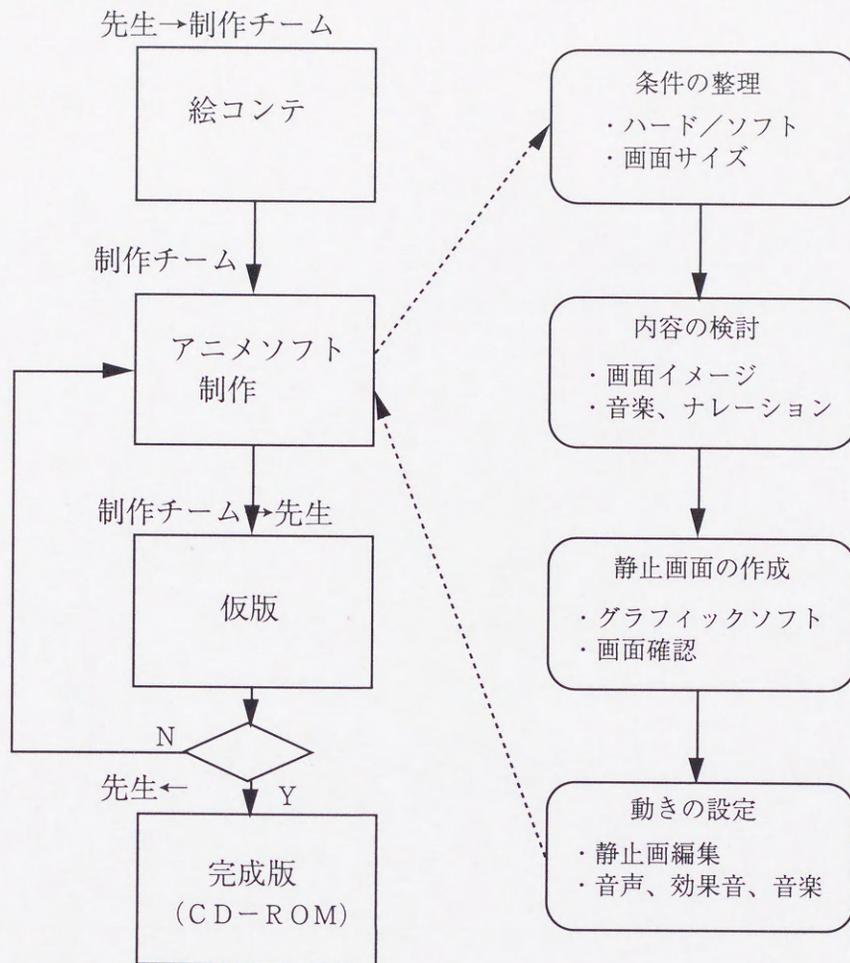 先生→制作チーム
絵コンテ
制作チーム
アニメソフト
制作
制作チーム→先生
仮版
N
先生←
Y
完成版
(CD－ROM)
条件の整理
・ハード／ソフト
・画面サイズ
内容の検討
・画面イメージ
・音楽、ナレーション
静止画面の作成
・グラフィックソフト
・画面確認
動きの設定
・静止画編集
・音声、効果音、音楽